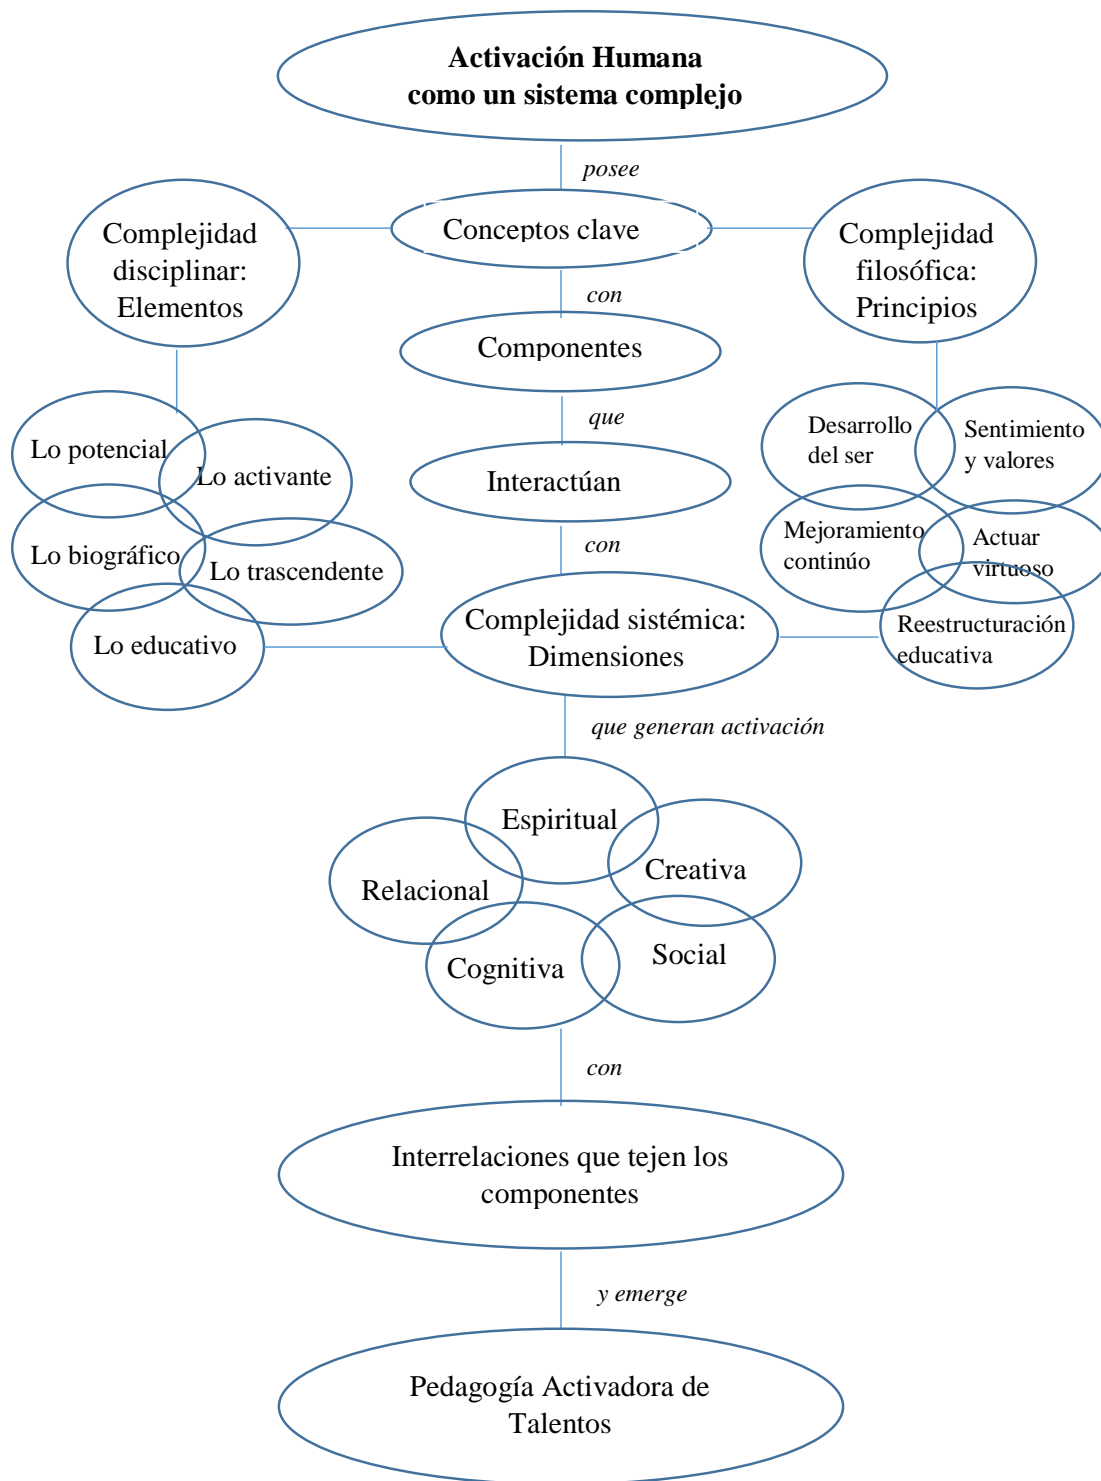 Activación Humana
como un sistema complejo
posee
Complejidad
disciplinar:
Elementos
Conceptos clave
Complejidad
filosófica:
Principios
con
Componentes
que
Lo potencial
Lo activante
Lo biográfico
Lo trascendente
Lo educativo
Interactúan
con
Desarrollo
del ser
Sentimiento
y valores
Mejoramiento
continúo
Actuar
virtuoso
Reestructuración
educativa
Complejidad sistémica:
Dimensiones
que generan activación
Espiritual
Creativa
Relacional
Social
Cognitiva
con
Interrelaciones que tejen los
componentes
y emerge
Pedagogía Activadora de
Talentos